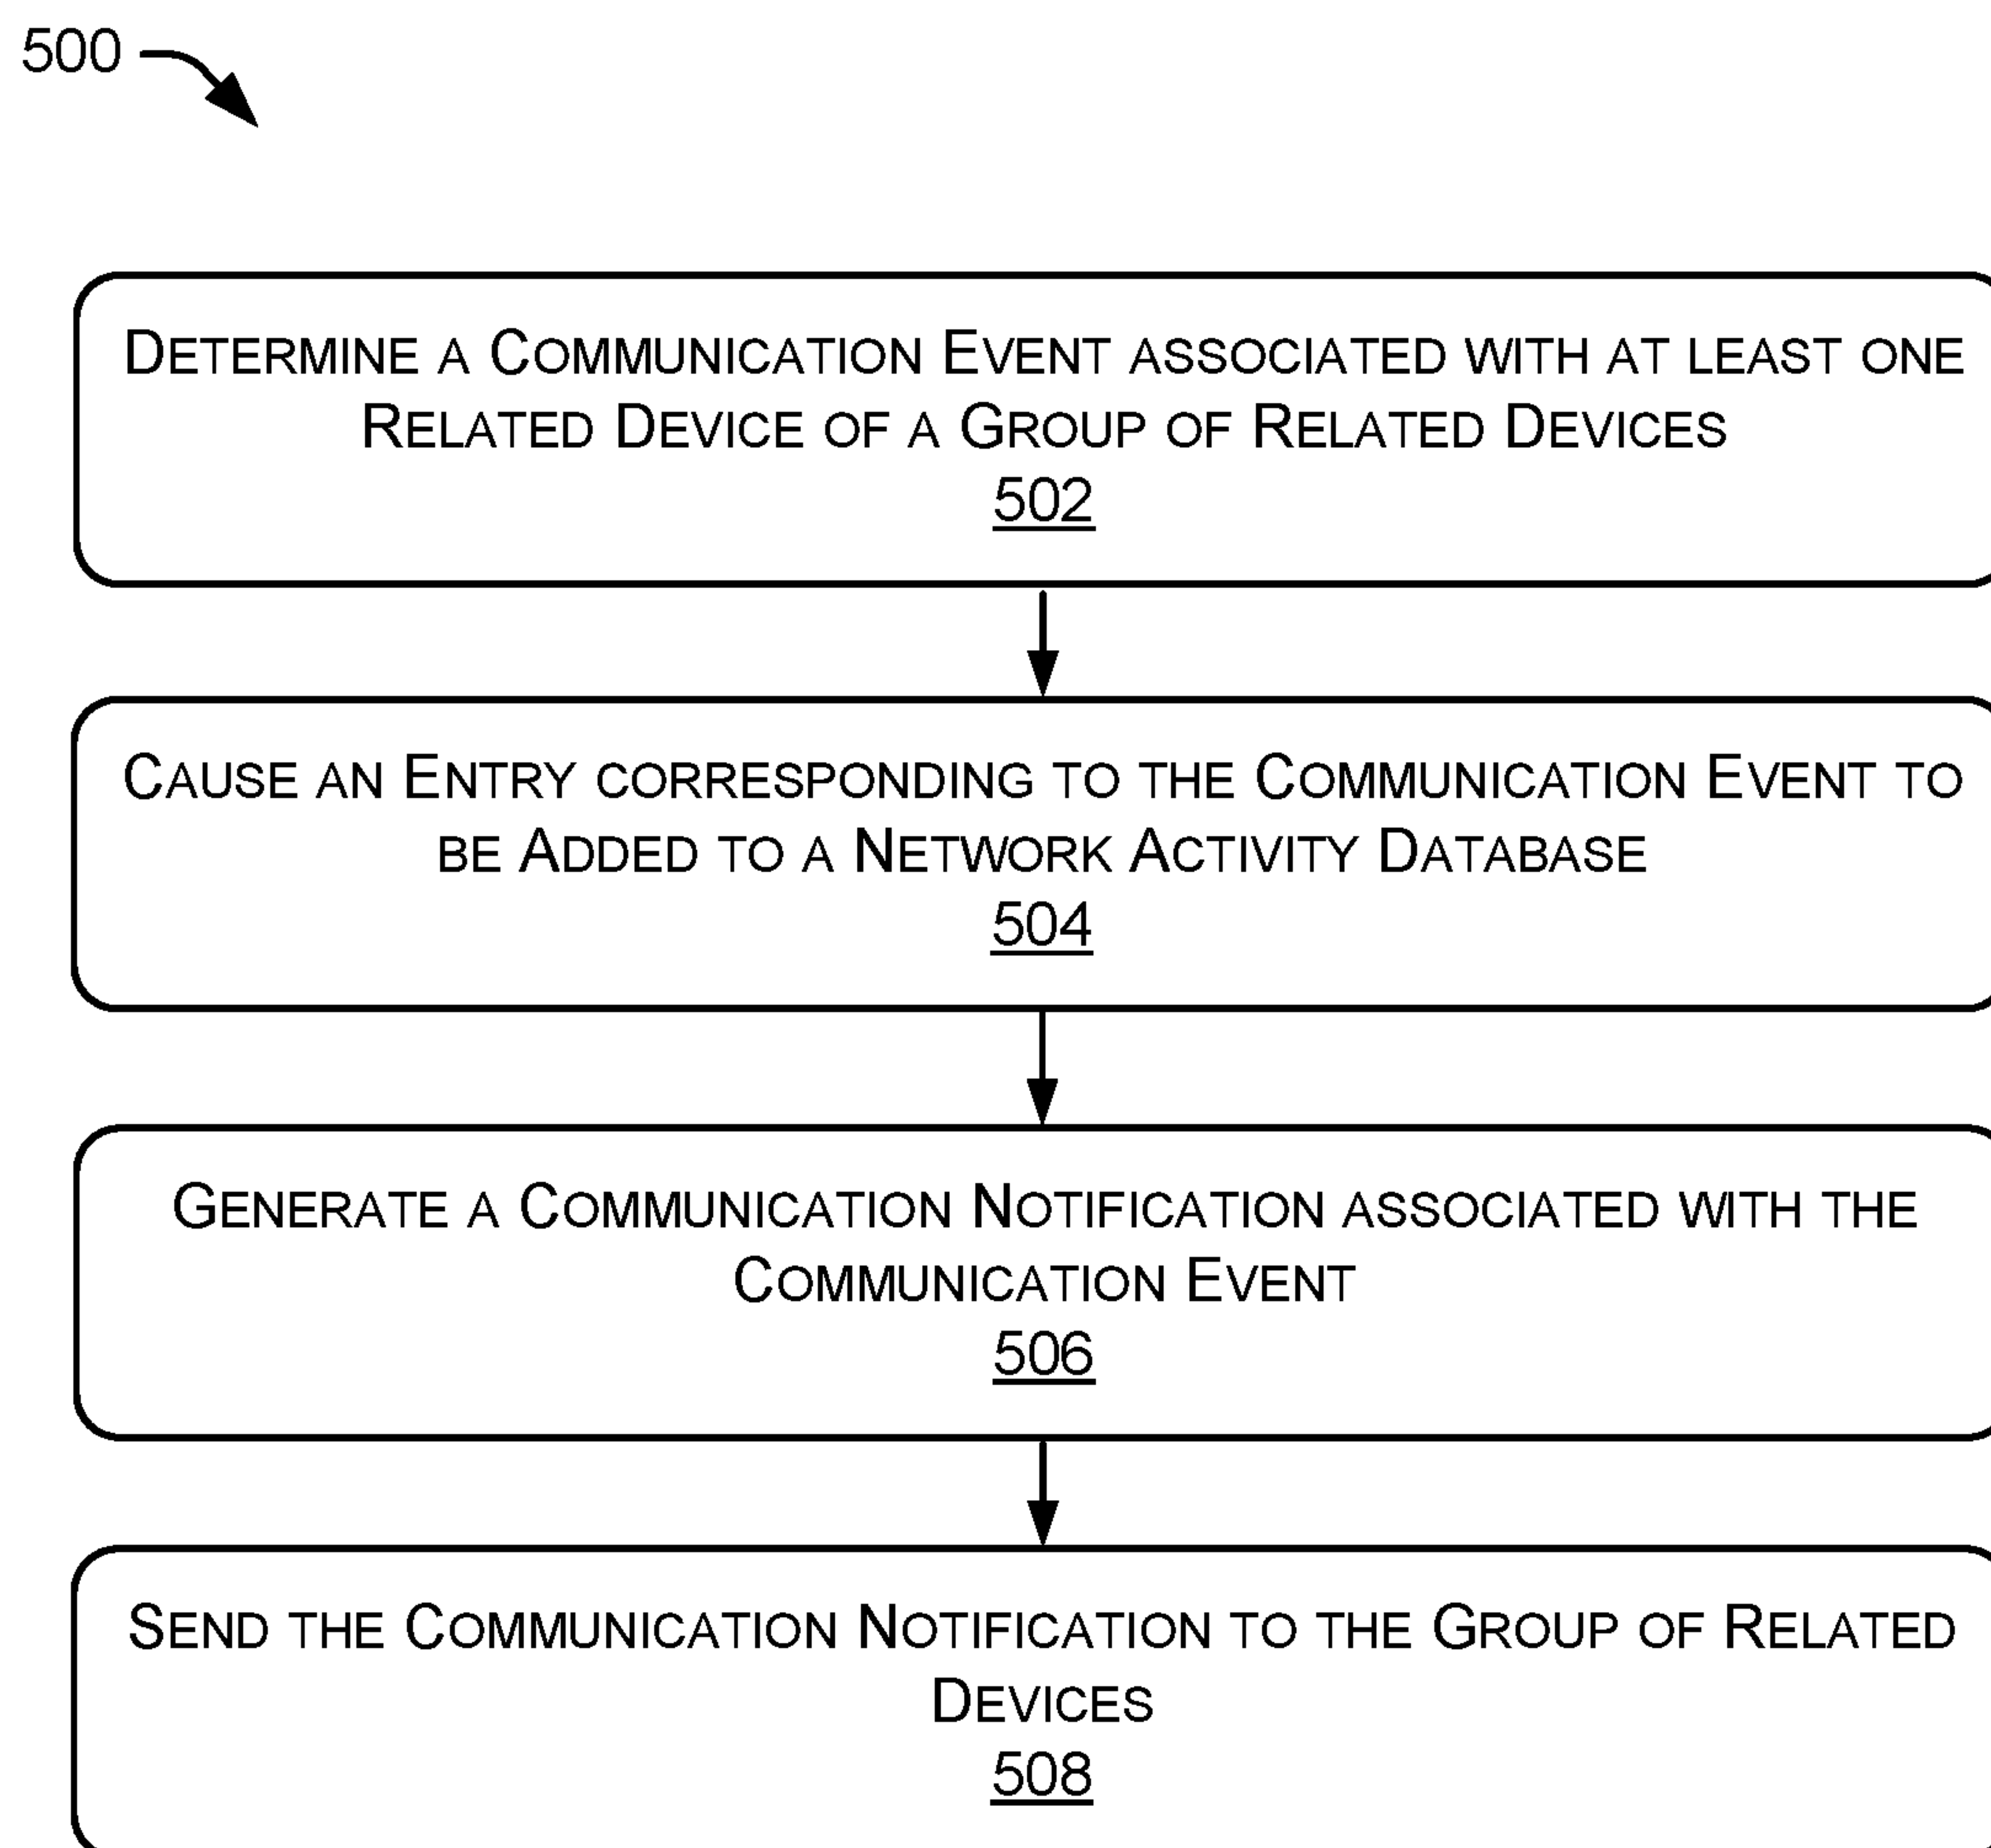 500
DETERMINE A COMMUNICATION EVENT ASSOCIATED WITH AT LEAST ONE
RELATED DEVICE OF A GROUP OF RELATED DEVICES
502
CAUSE AN ENTRY CORRESPONDING TO THE COMMUNICATION EVENT TO
BE ADDED TO A NETWORK ACTIVITY DATABASE
504
GENERATE A COMMUNICATION NOTIFICATION ASSOCIATED WITH THE
COMMUNICATION EVENT
506
SEND THE COMMUNICATION NOTIFICATION TO THE GROUP OF RELATED
DEVICES
508